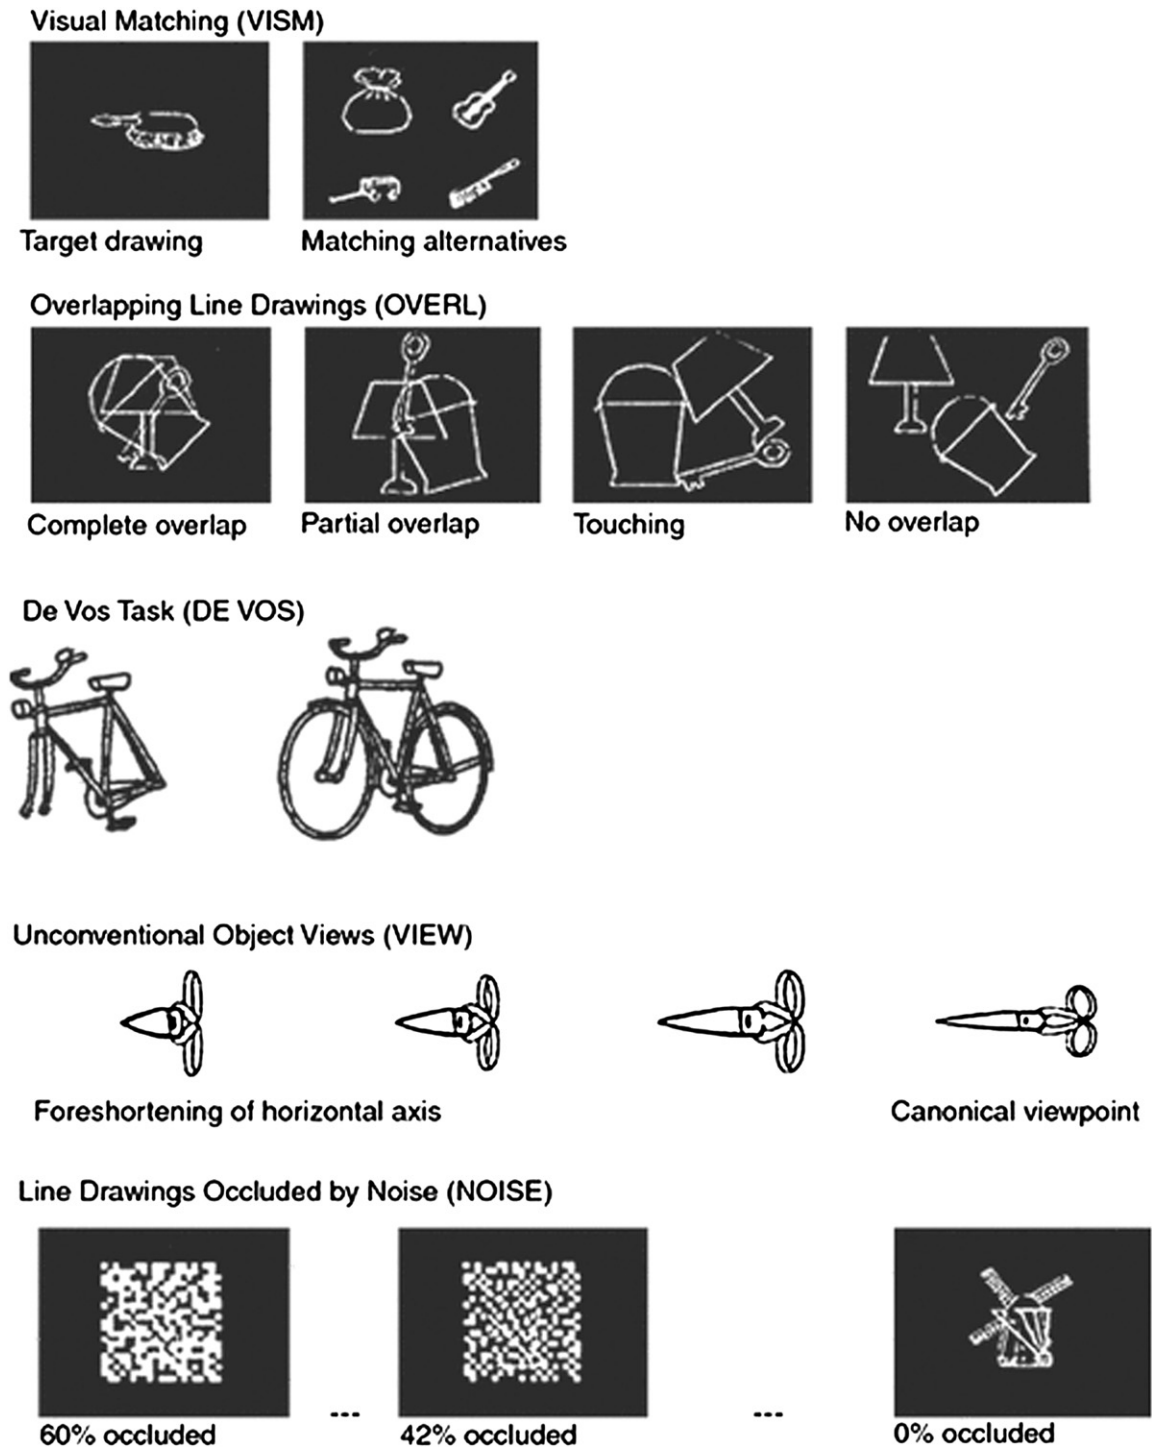 Visual Matching (VISM)
Target drawing
Matching alternatives
Overlapping Line Drawings (OVERL)
Complete overlap
Partial overlap
Touching
No overlap
De Vos Task (DE VOS)
Unconventional Object Views (VIEW)
Foreshortening of horizontal axis
Canonical viewpoint
Line Drawings Occluded by Noise (NOISE)
...
...
60% occluded
42% occluded
0% occluded